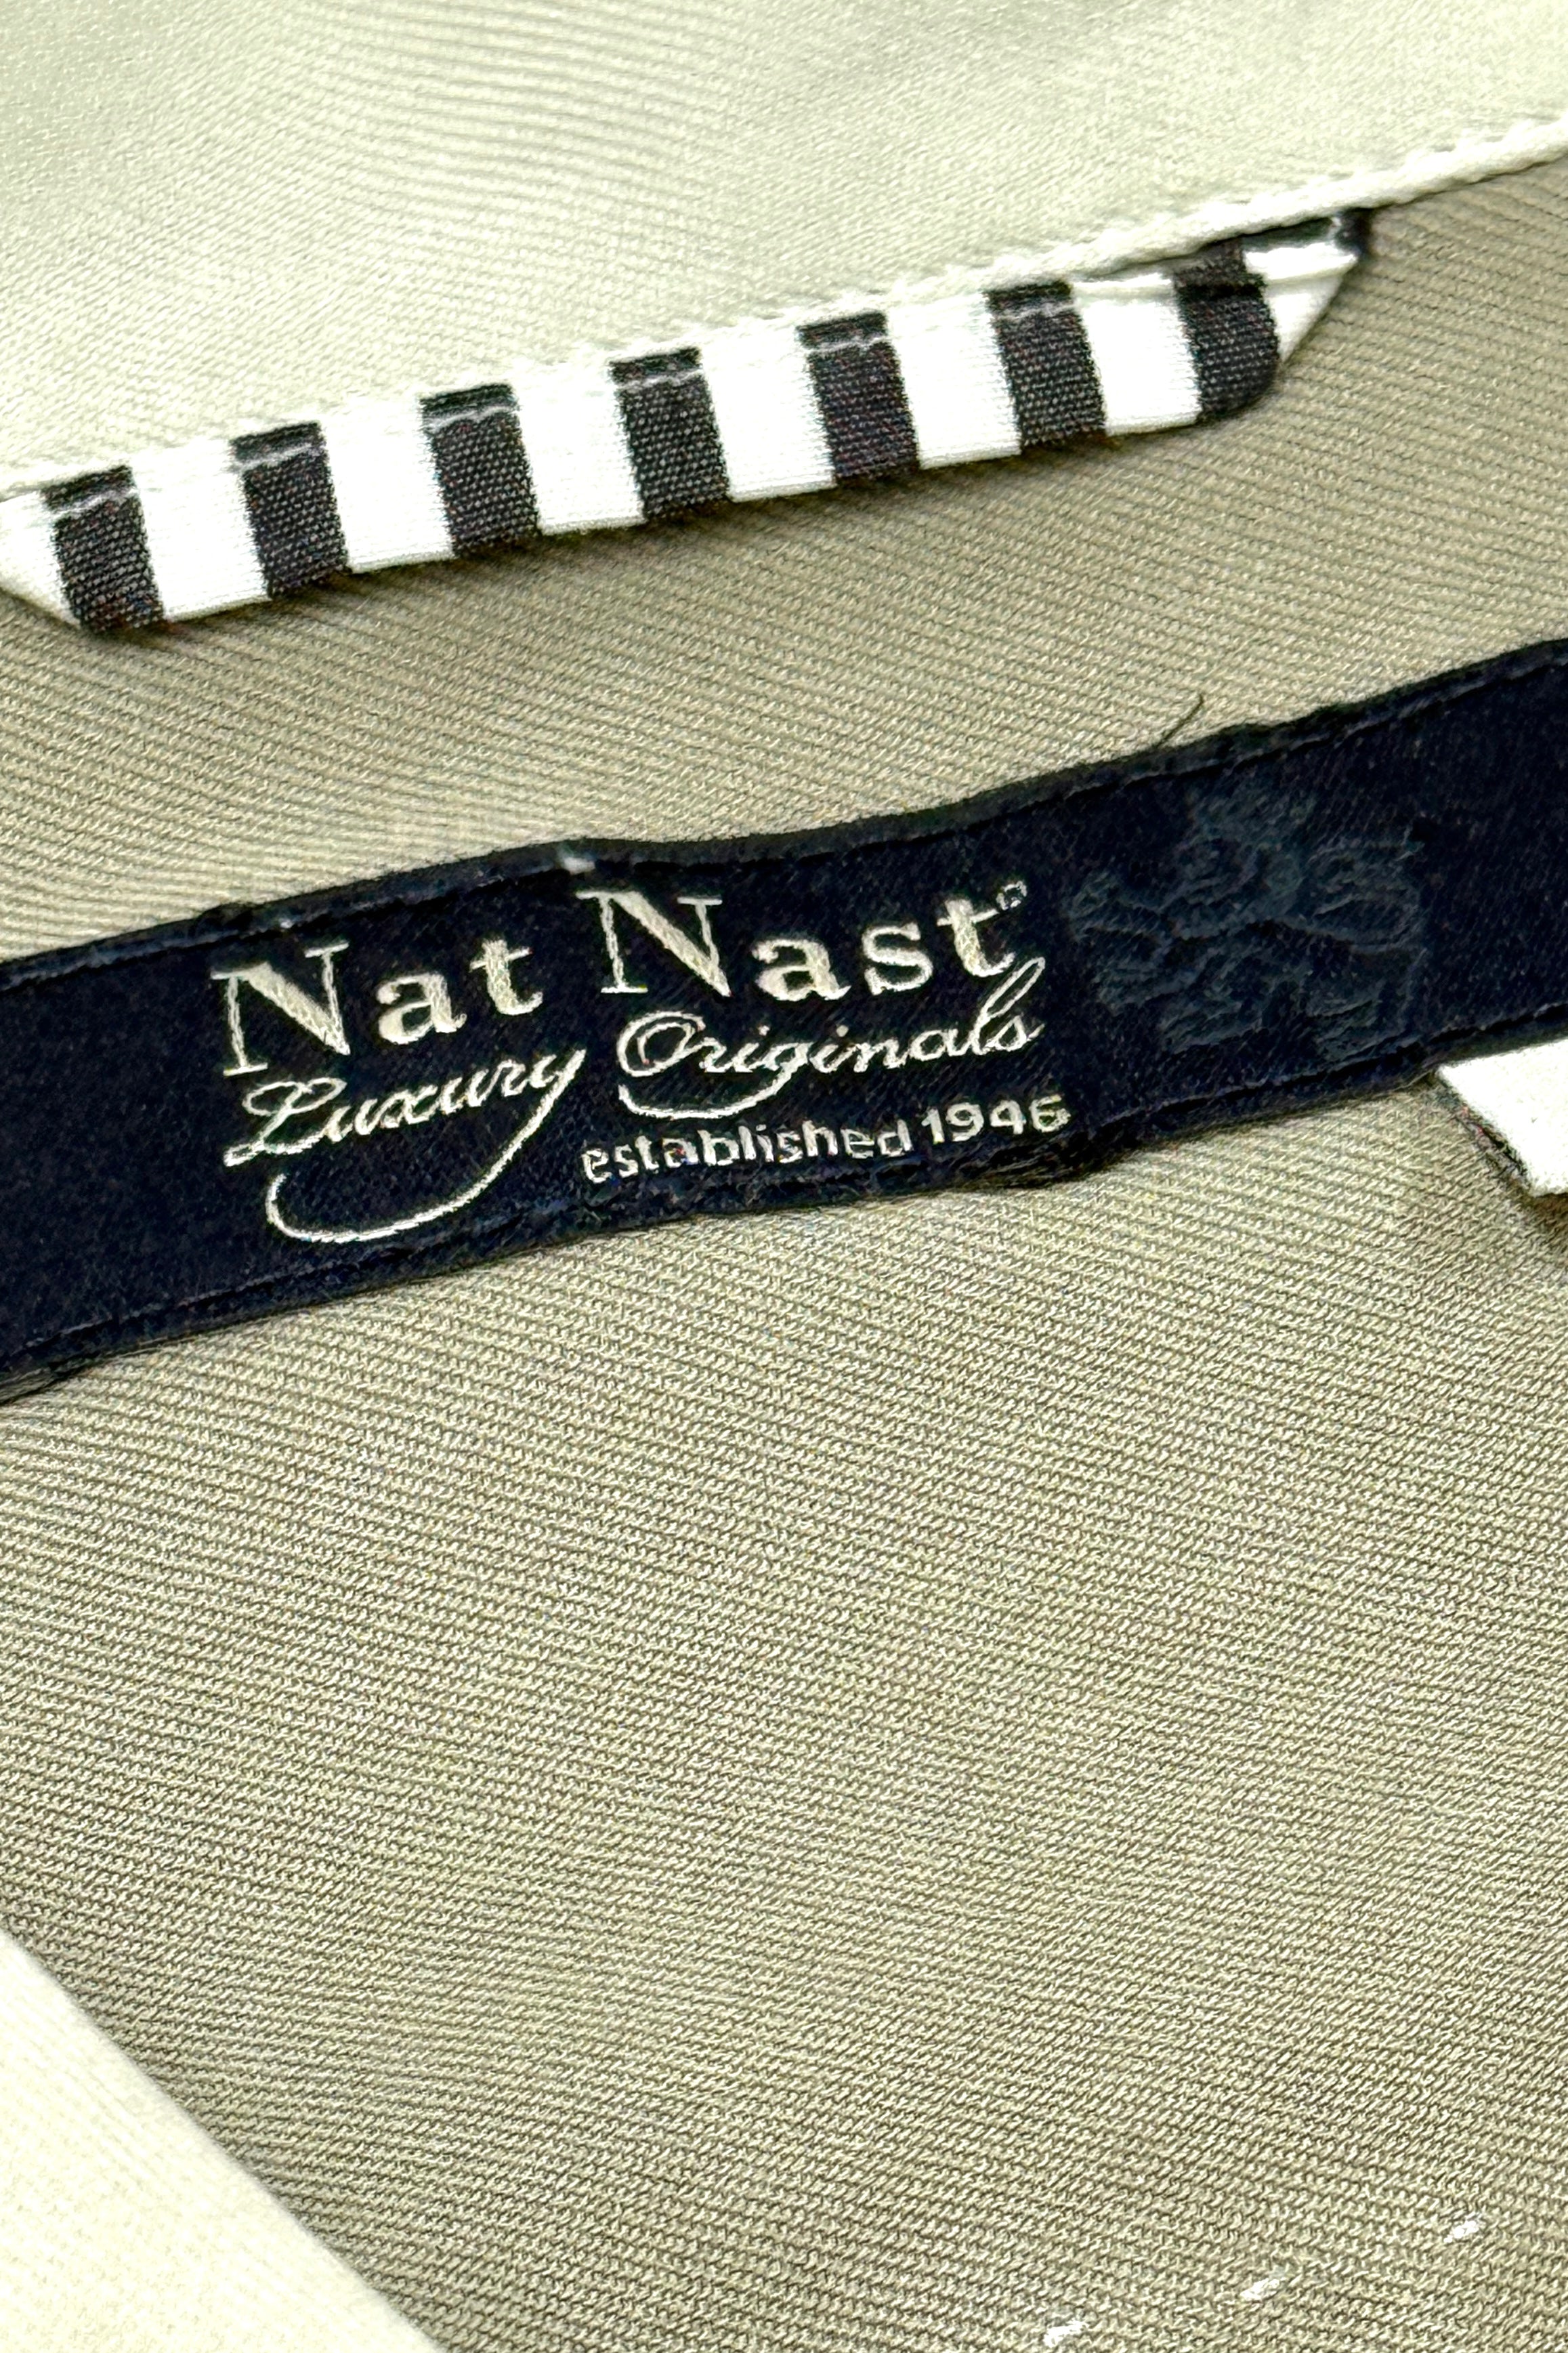 Nat Nast®
Luxury Originals
established 1946